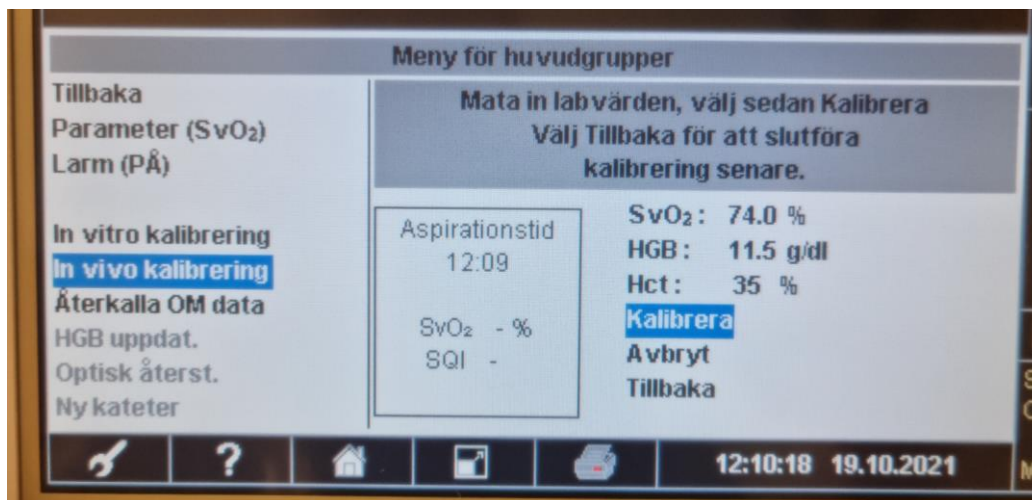 Meny för huvudgrupper
Tillbaka
Parameter (SvO₂)
Larm (PÅ)
In vitro kalibrering
In vivo kalibrering
Återkalla OM data
HGB uppdat.
Optisk återst.
Ny kateter
Mata in labvärden, välj sedan Kalibrera
Välj Tillbaka för att slutföra
kalibrering senare.
Aspirationstid
12:09
SvO₂ - %
SQI -
SvO₂: 74.0 %
HGB: 11.5 g/dl
Hct: 35 %
Kalibrera
Avbryt
Tillbaka
?
12:10:18 19.10.2021